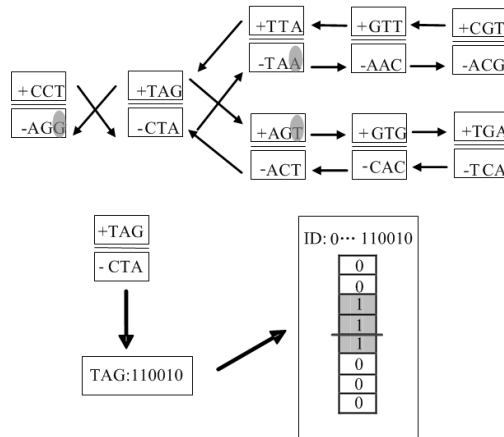 +TTA +GTT +CGT
-TAA -AAC -ACG
+CCT +TAG
-AGG -CTA
+AGT +GTG +TGA
-ACT -CAC -TCA
+TAG
- CTA
TAG:110010
ID: 0··· 110010
0
0
1
1
1
0
0
0